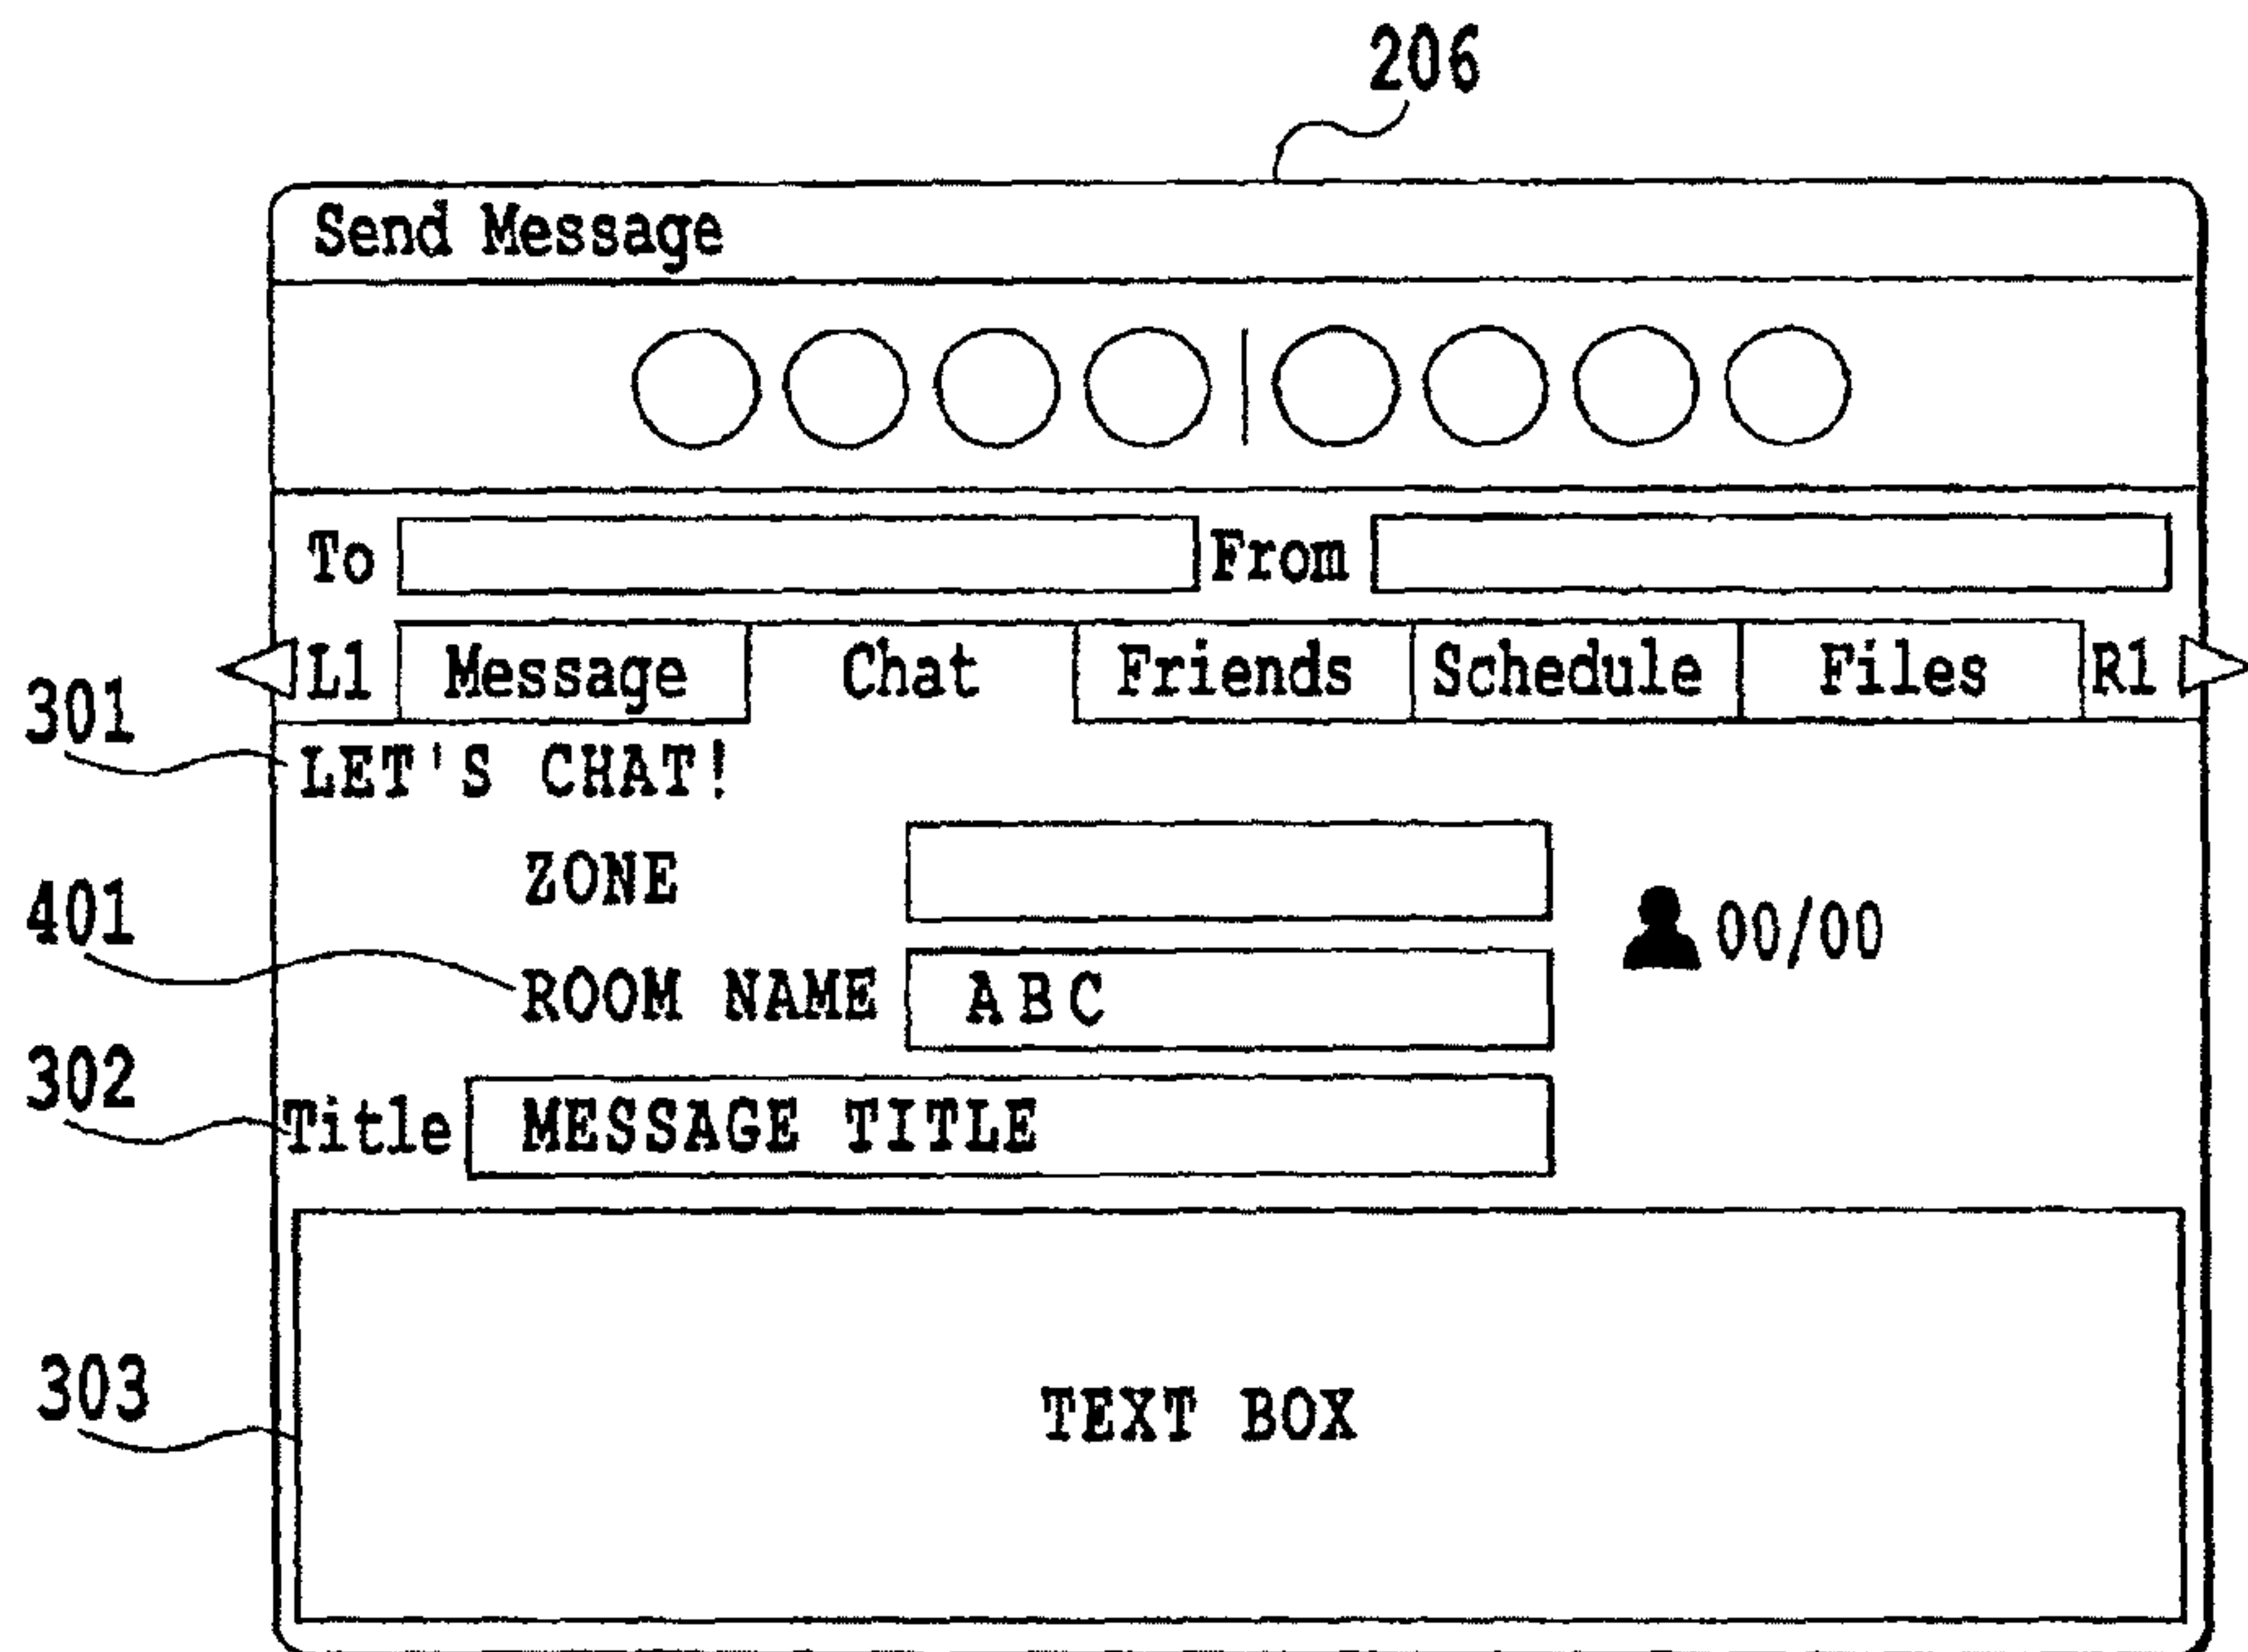 206
Send Message
To From
L1 Message Chat Friends Schedule Files R1
301
LET'S CHAT!
ZONE
00/00
401
ROOM NAME ABC
302
Title MESSAGE TITLE
303
TEXT BOX